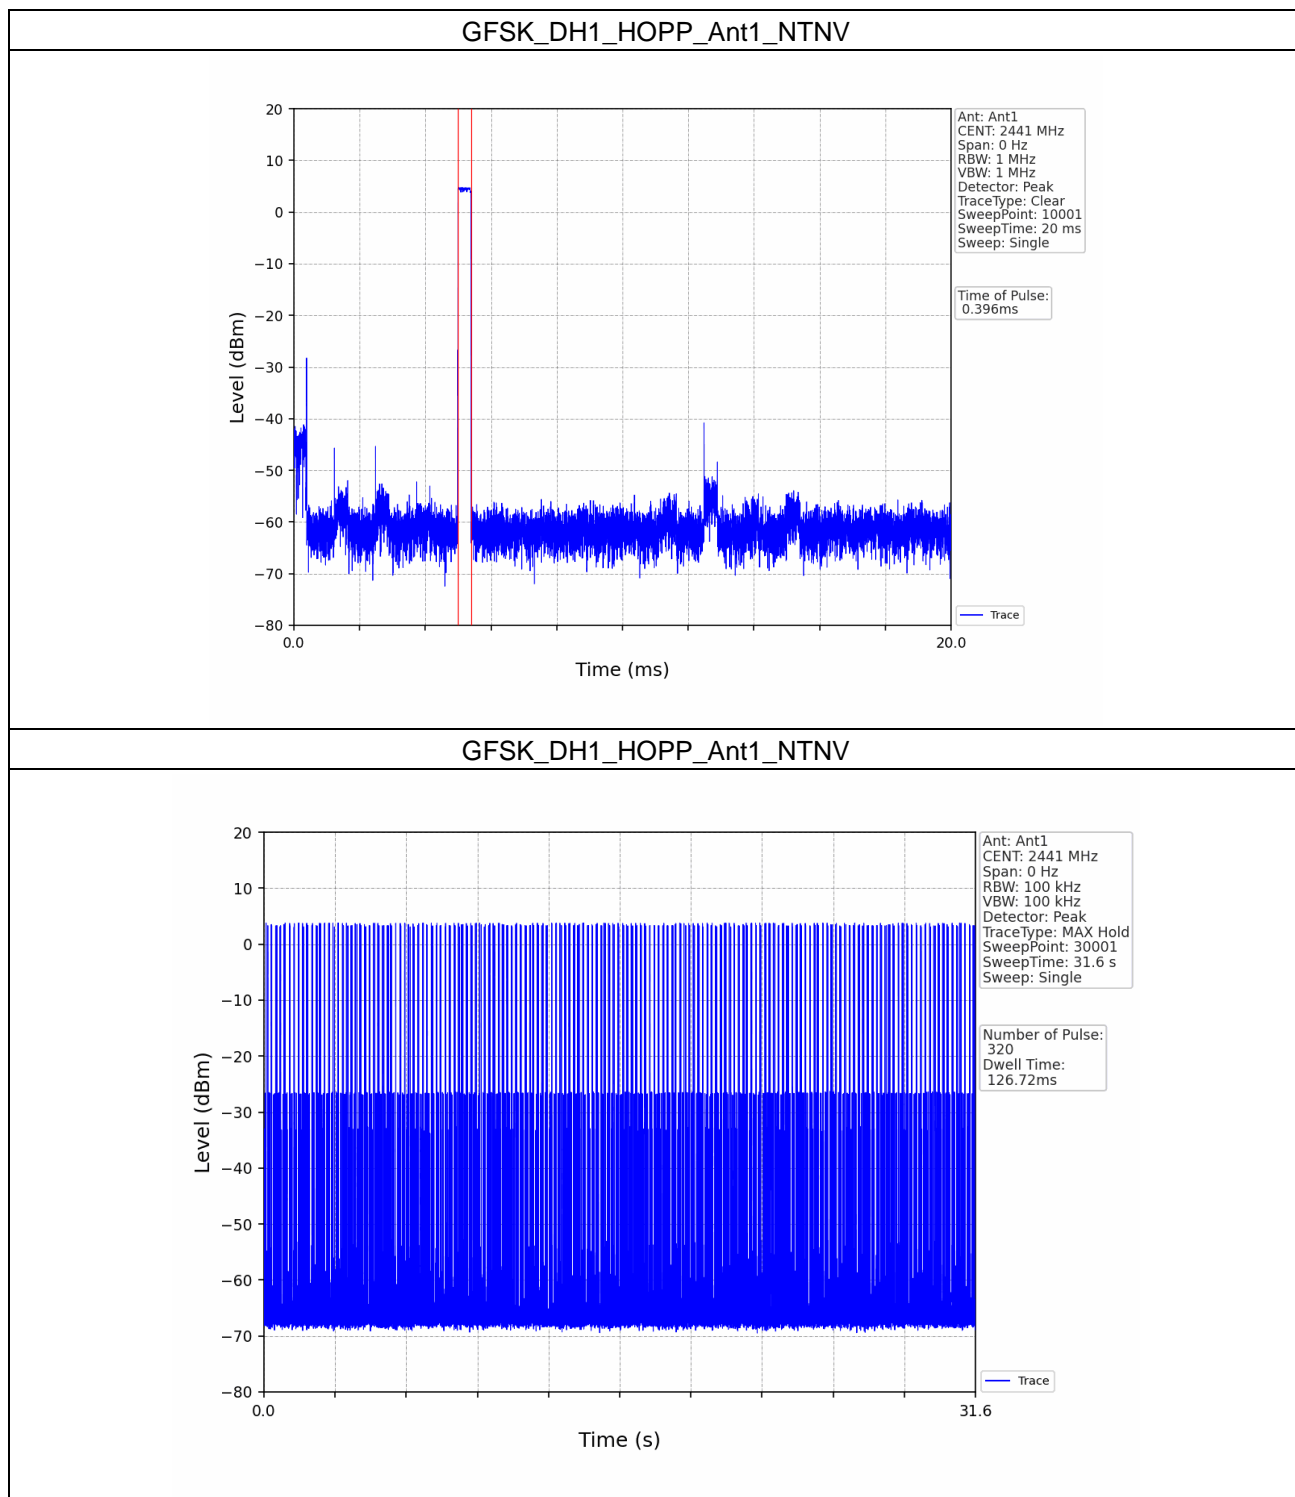 GFSK_DH1_HOPP_Ant1_NTNV
20
10
0
−10
−20
−30
−40
−50
−60
−70
−80
Level (dBm)
0.0
20.0
Time (ms)
Ant: Ant1
CENT: 2441 MHz
Span: 0 Hz
RBW: 1 MHz
VBW: 1 MHz
Detector: Peak
TraceType: Clear
SweepPoint: 10001
SweepTime: 20 ms
Sweep: Single
Time of Pulse:
0.396ms
Trace
GFSK_DH1_HOPP_Ant1_NTNV
20
10
0
−10
−20
−30
−40
−50
−60
−70
−80
Level (dBm)
0.0
31.6
Time (s)
Ant: Ant1
CENT: 2441 MHz
Span: 0 Hz
RBW: 100 kHz
VBW: 100 kHz
Detector: Peak
TraceType: MAX Hold
SweepPoint: 30001
SweepTime: 31.6 s
Sweep: Single
Number of Pulse:
320
Dwell Time:
126.72ms
Trace